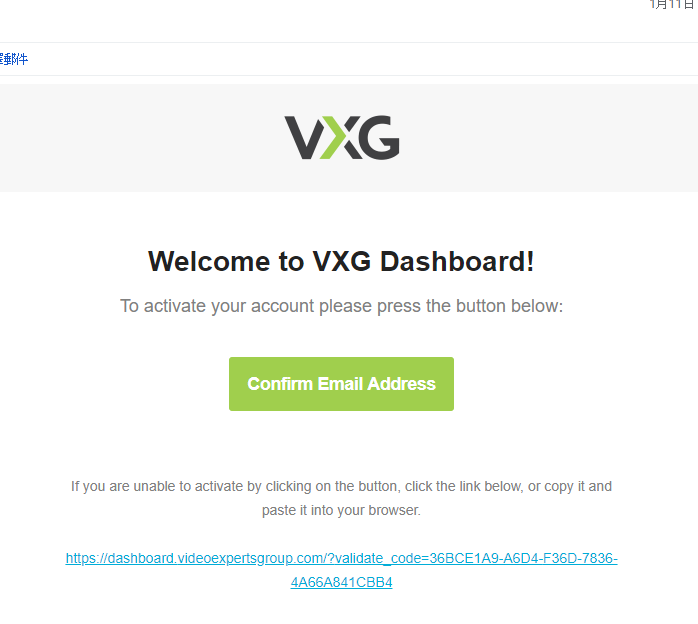 1月11日
郵件
VXG
Welcome to VXG Dashboard!
To activate your account please press the button below:
Confirm Email Address
If you are unable to activate by clicking on the button, click the link below, or copy it and
paste it into your browser.
https://dashboard.videoexpertsgroup.com/?validate_code=36BCE1A9-A6D4-F36D-7836-
4A66A841CBB4